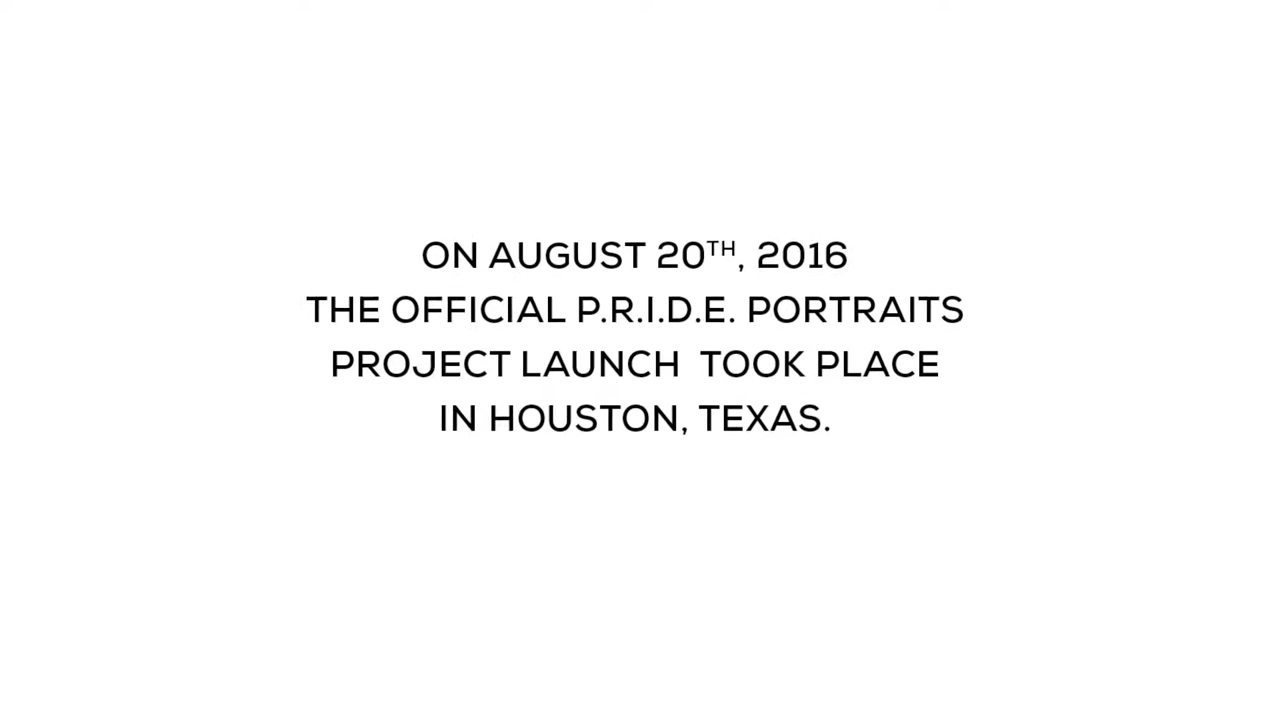 ON AUGUST 20TH, 2016
THE OFFICIAL P.R.I.D.E. PORTRAITS
PROJECT LAUNCH  TOOK PLACE
IN HOUSTON, TEXAS.